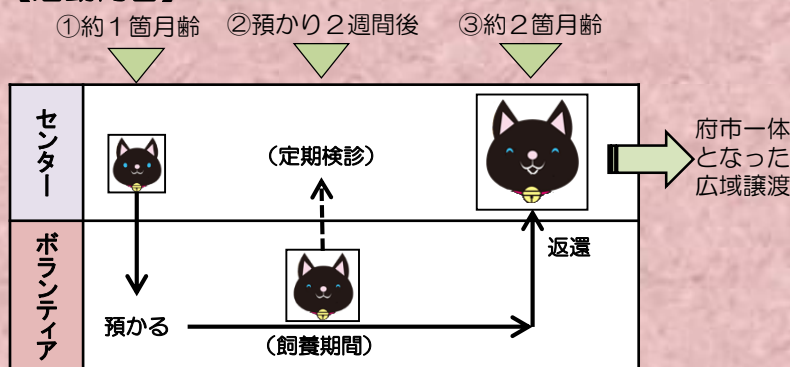 ①約１箇月齢
②預かり２週間後
③約２箇月齢
センター
（定期検診）
府市一体
となった
広域譲渡
ボランティア
預かる
（飼養期間）
返還